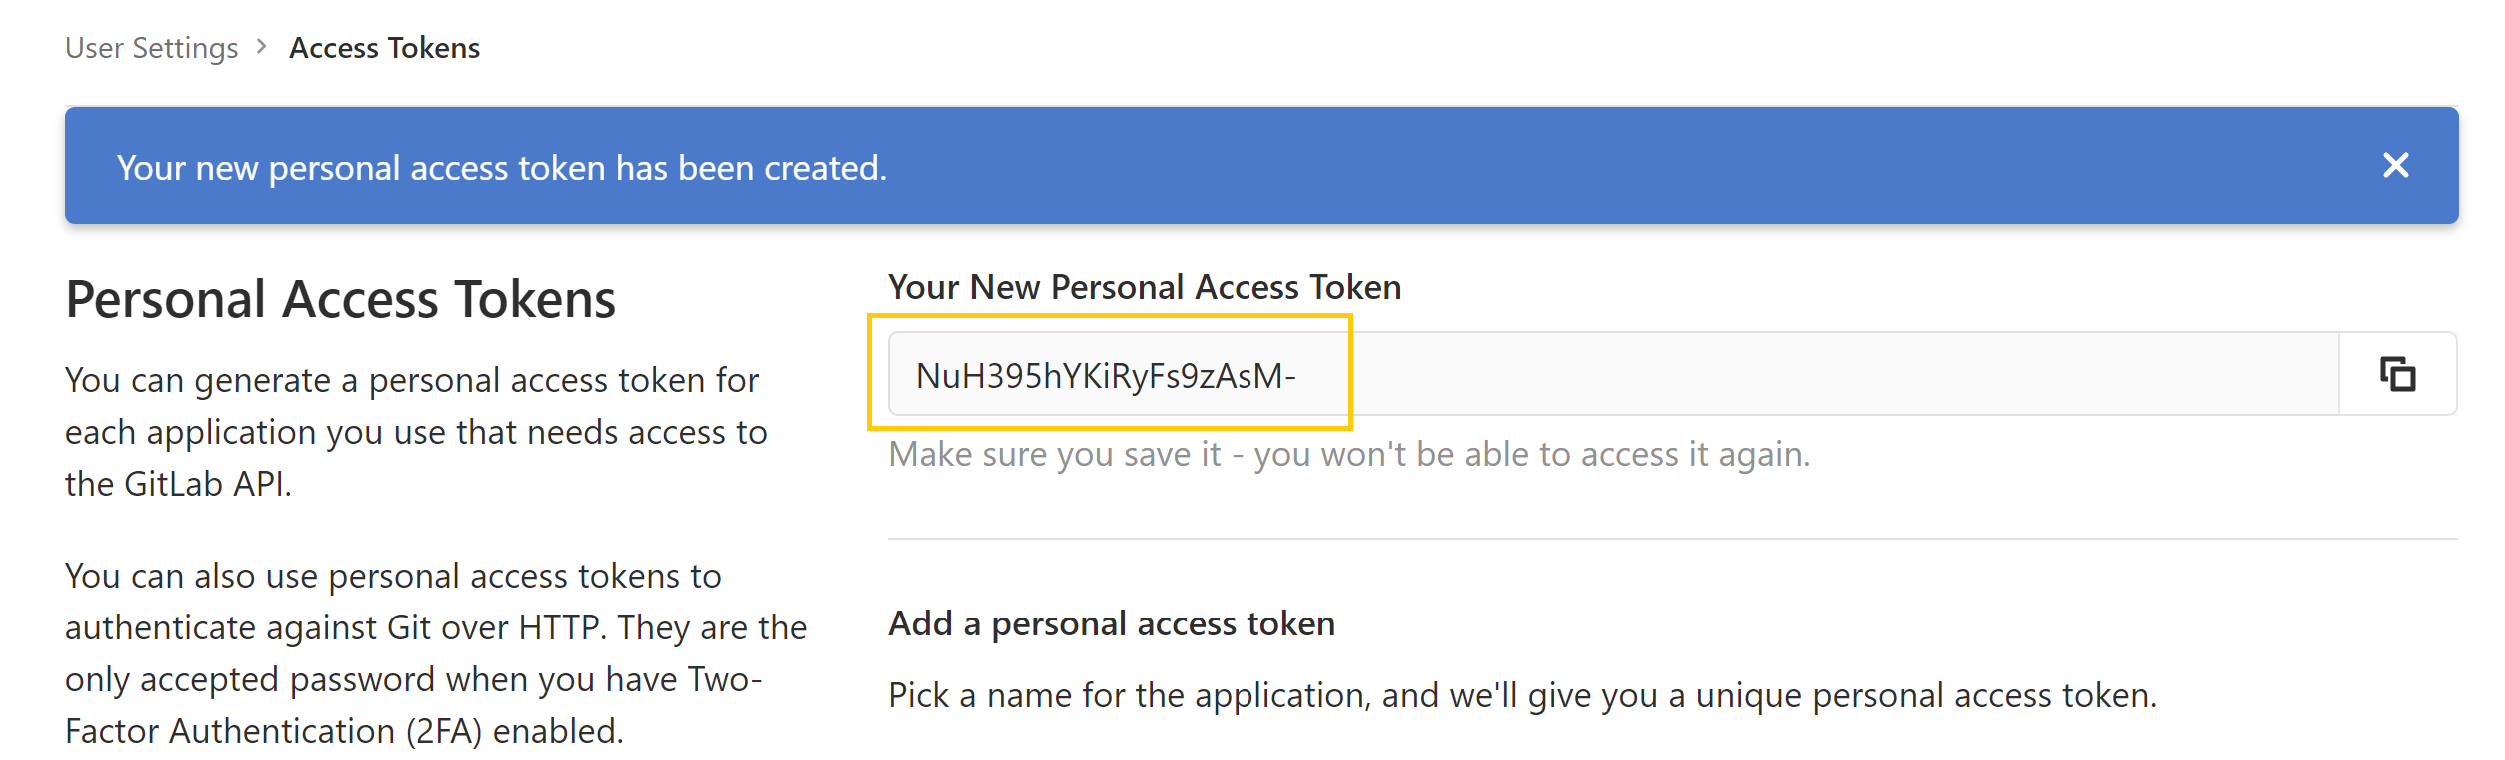 User Settings > Access Tokens
Your new personal access token has been created.
Personal Access Tokens
You can generate a personal access token for
each application you use that needs access to
the GitLab API.
You can also use personal access tokens to
authenticate against Git over HTTP. They are the
only accepted password when you have Two-
Factor Authentication (2FA) enabled.
Your New Personal Access Token
NuH395hYKiRyFs9zAsM-
Make sure you save it - you won't be able to access it again.
Add a personal access token
Pick a name for the application, and we'll give you a unique personal access token.